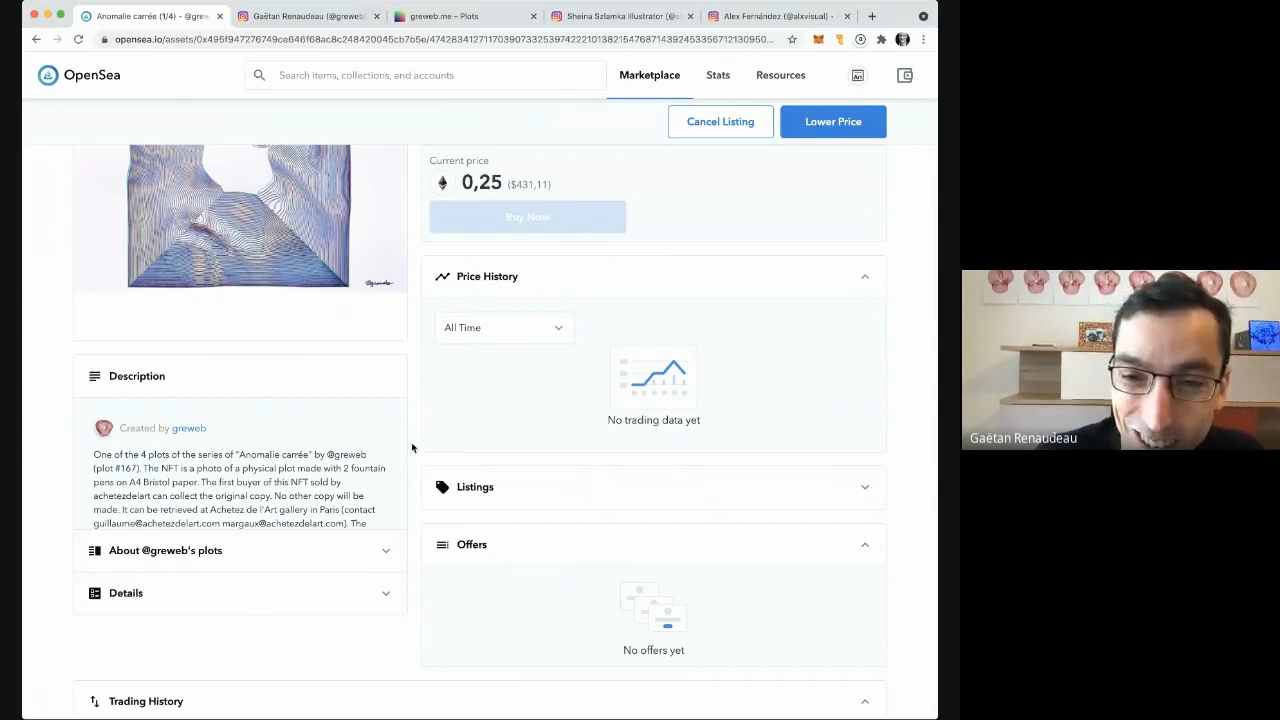 Anomalie carrée (1/4) - @grew
Gaëtan Renaudeau (@greweb)
greweb.me – Plots
Sheina Szlamka Illustrator (@s
Alex Fernández (@alxvisual)
OpenSea
Search items, collections, and accounts
Marketplace
Stats
Resources
Art
Cancel Listing
Lower Price
@greweb
Current price
0,25 ($431,11)
Buy Now
Price History
All Time
No trading data yet
Description
Created by greweb
One of the 4 plots of the series of "Anomalie carrée" by @greweb
(plot #167). The NFT is a photo of a physical plot made with 2 fountain
pens on A4 Bristol paper. The first buyer of this NFT sold by
achetezdelart can collect the original copy. No other copy will be
made. It can be retrieved at Achetez de l'Art gallery in Paris (contact
guillaume@achetezdelart.com margaux@achetezdelart.com). The
About @greweb's plots
Details
Listings
Offers
No offers yet
Trading History
Gaëtan Renaudeau